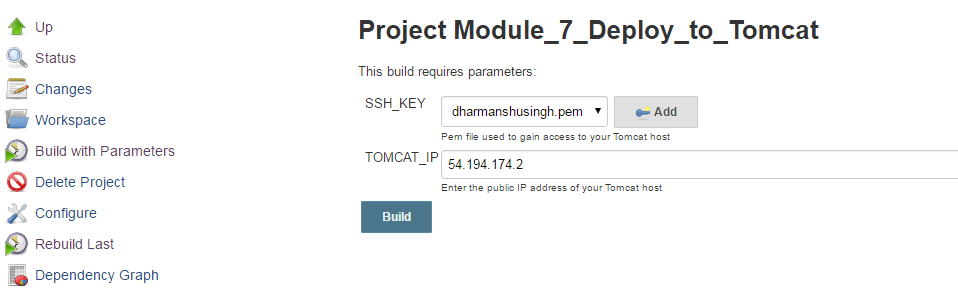 Up
Status
Changes
Workspace
Build with Parameters
Delete Project
Configure
Rebuild Last
Dependency Graph
Project Module_7_Deploy_to_Tomcat
This build requires parameters:
SSH_KEY
dharmanshusingh.pem
Add
Pem file used to gain access to your Tomcat host
TOMCAT_IP
54.194.174.2
Enter the public IP address of your Tomcat host
Build